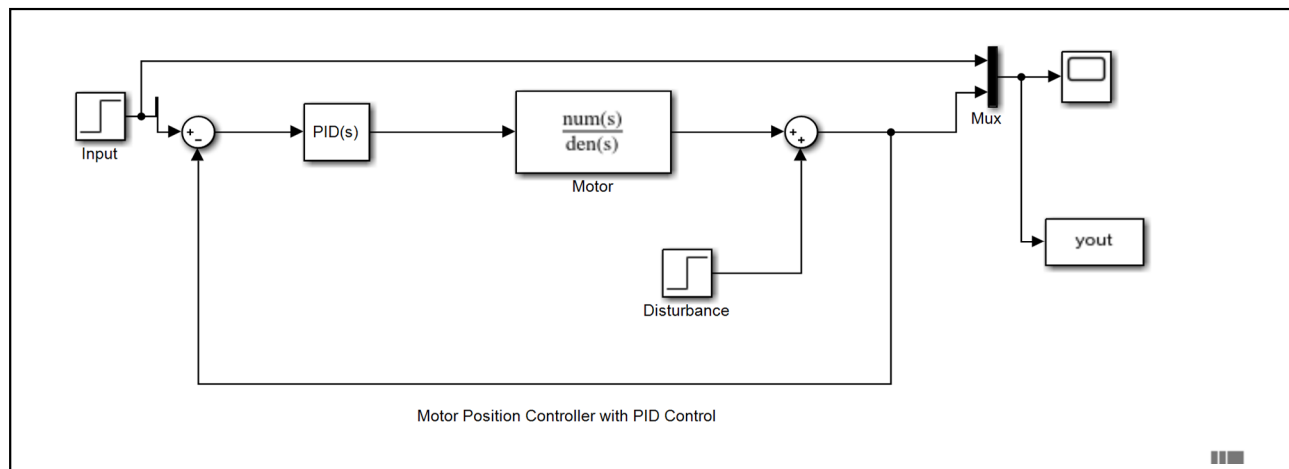 Input
+
−
PID(s)
num(s)
den(s)
Motor
+
+
Disturbance
Mux
yout
Motor Position Controller with PID Control